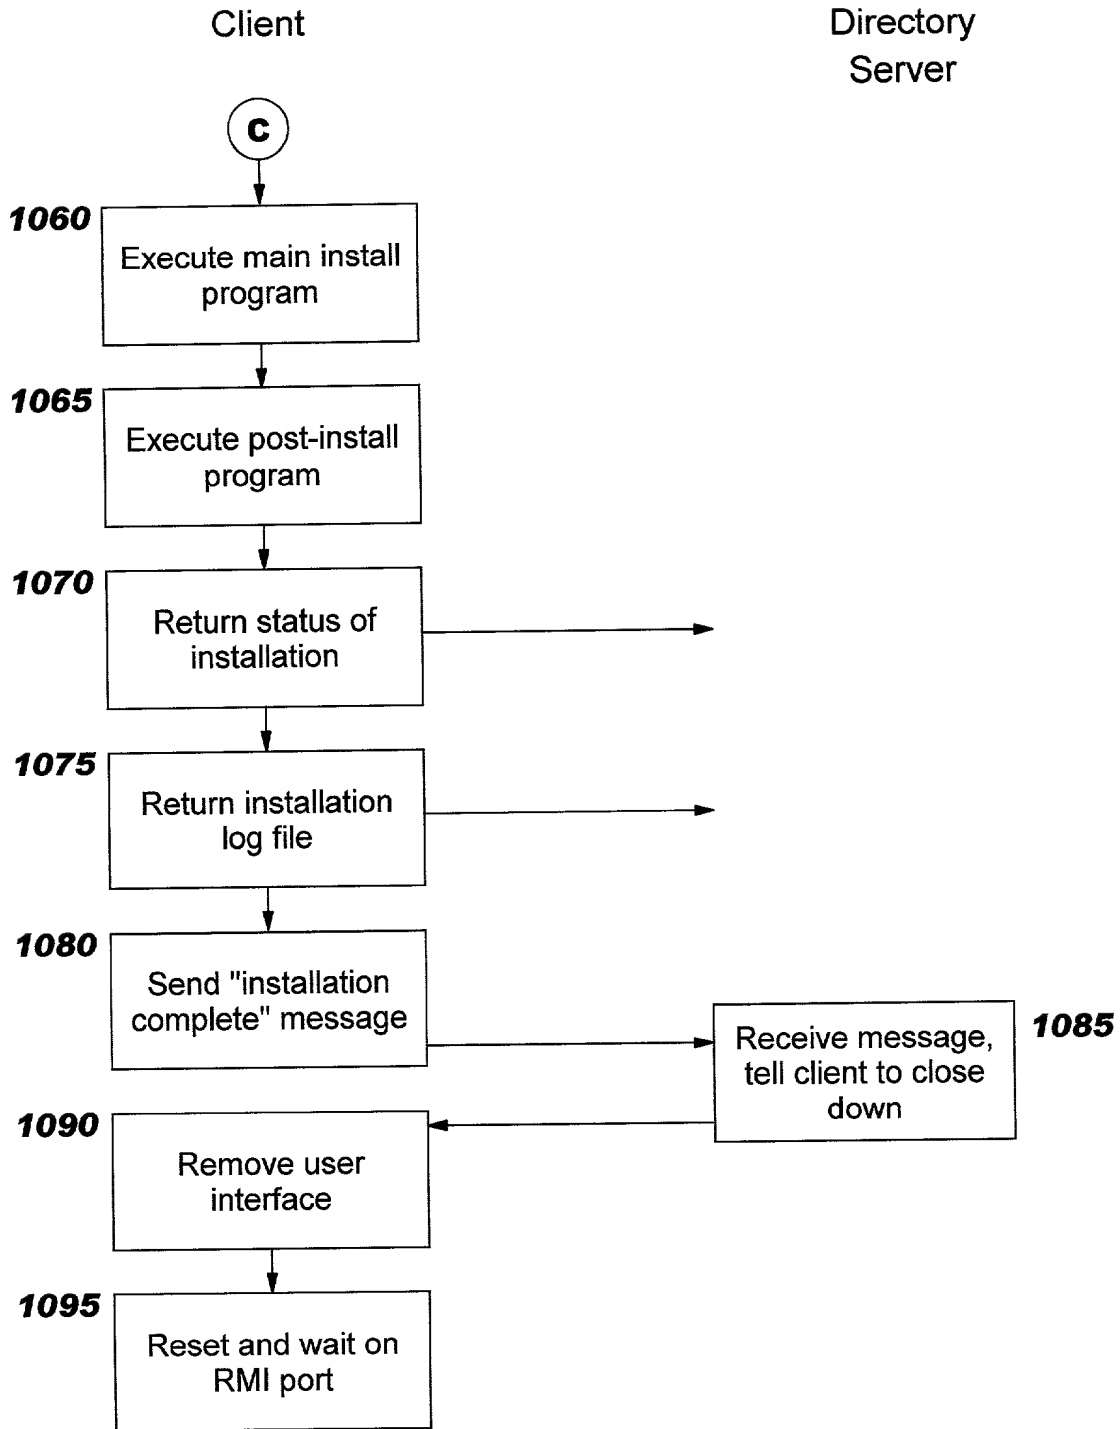 Client
Directory
Server
C
1060
Execute main install
program
1065
Execute post-install
program
1070
Return status of
installation
1075
Return installation
log file
1080
Send "installation
complete" message
1085
Receive message,
tell client to close
down
1090
Remove user
interface
1095
Reset and wait on
RMI port